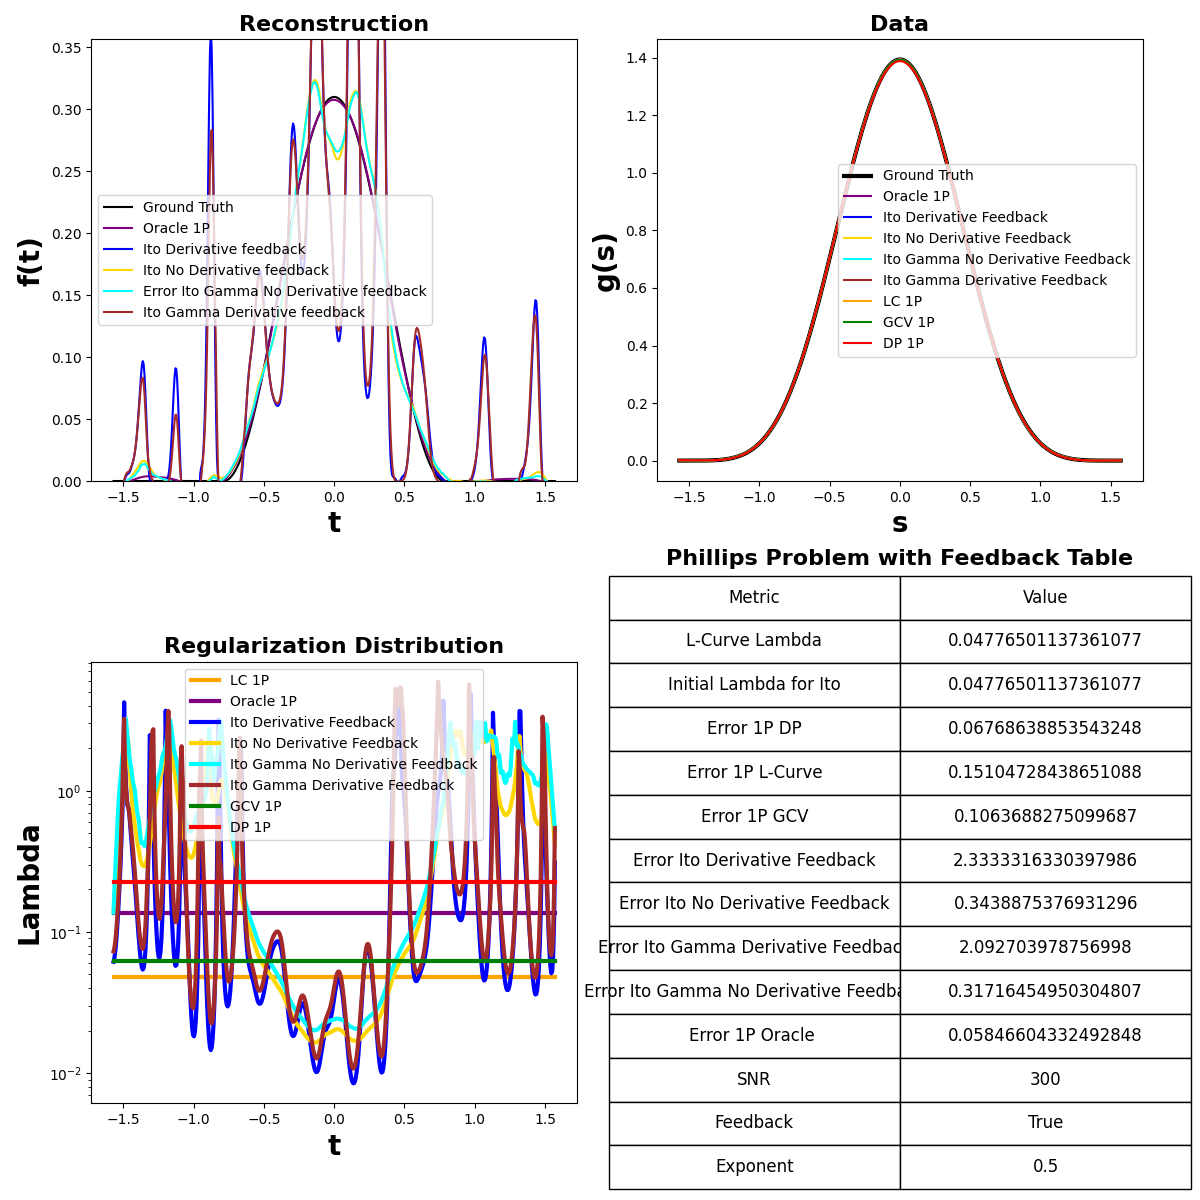 Reconstruction
0.35
0.30
0.25
0.20
0.15
0.10
0.05
0.00
f(t)
Ground Truth
Oracle 1P
Ito Derivative feedback
Ito No Derivative feedback
Error Ito Gamma No Derivative feedback
Ito Gamma Derivative feedback
−1.5 −1.0 −0.5 0.0 0.5 1.0 1.5
t
Data
1.4
1.2
1.0
0.8
0.6
0.4
0.2
0.0
g(s)
Ground Truth
Oracle 1P
Ito Derivative Feedback
Ito No Derivative Feedback
Ito Gamma No Derivative Feedback
Ito Gamma Derivative Feedback
LC 1P
GCV 1P
DP 1P
−1.5 −1.0 −0.5 0.0 0.5 1.0 1.5
s
Regularization Distribution
10⁰
10⁻¹
10⁻²
Lambda
LC 1P
Oracle 1P
Ito Derivative Feedback
Ito No Derivative Feedback
Ito Gamma No Derivative Feedback
Ito Gamma Derivative Feedback
GCV 1P
DP 1P
−1.5 −1.0 −0.5 0.0 0.5 1.0 1.5
t
Phillips Problem with Feedback Table
Metric Value
L-Curve Lambda 0.04776501137361077
Initial Lambda for Ito 0.04776501137361077
Error 1P DP 0.06768638853543248
Error 1P L-Curve 0.15104728438651088
Error 1P GCV 0.1063688275099687
Error Ito Derivative Feedback 2.3333316330397986
Error Ito No Derivative Feedback 0.3438875376931296
Error Ito Gamma Derivative Feedbac 2.092703978756998
Error Ito Gamma No Derivative Feedba 0.31716454950304807
Error 1P Oracle 0.05846604332492848
SNR 300
Feedback True
Exponent 0.5